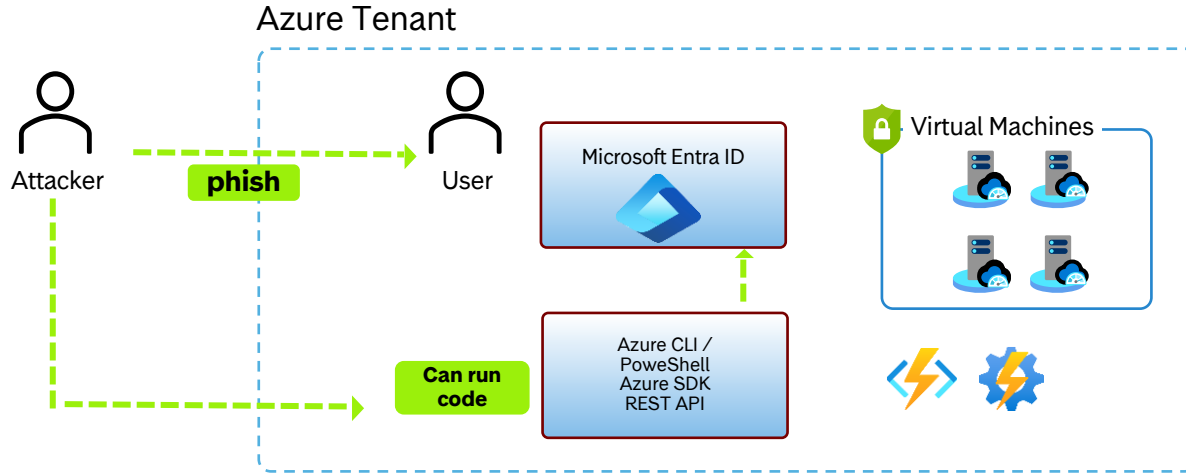 Azure Tenant
Attacker
phish
User
Microsoft Entra ID
Virtual Machines
Can run
code
Azure CLI /
PoweShell
Azure SDK
REST API